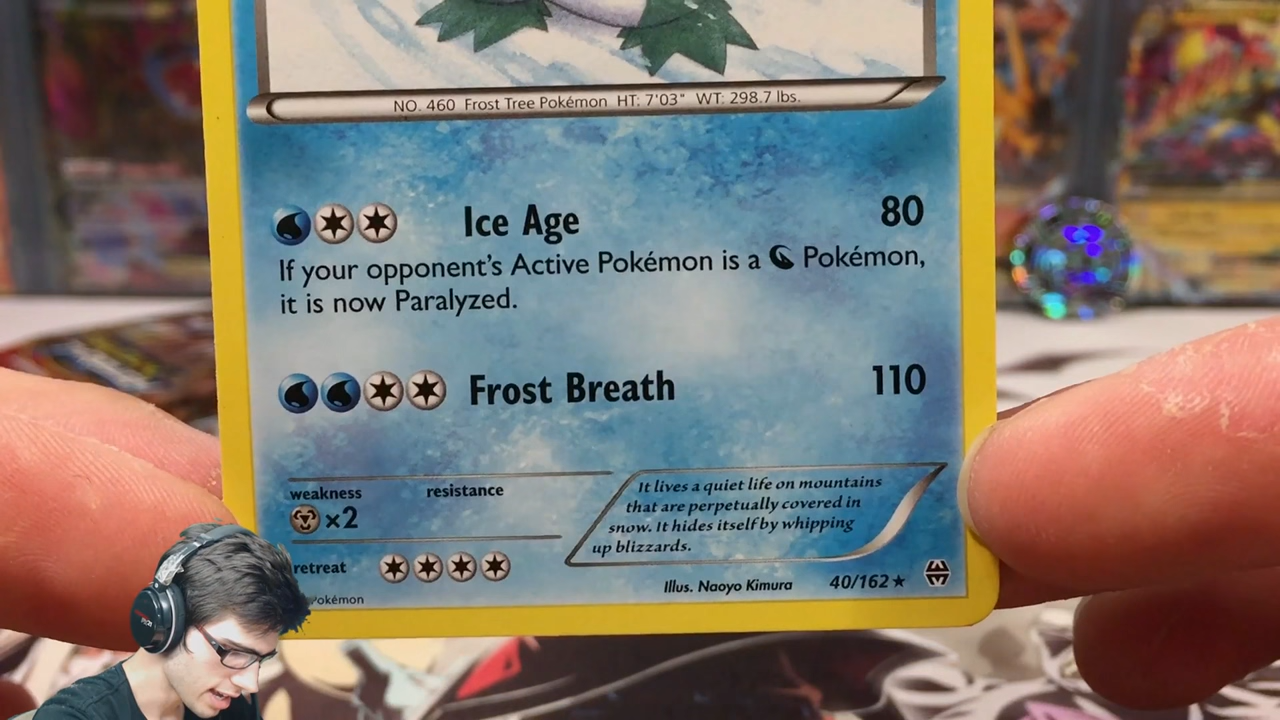 NO. 460 Frost Tree Pokémon HT: 7'03" WT: 298.7 lbs.
Ice Age 80
If your opponent's Active Pokémon is a Pokémon,
it is now Paralyzed.
Frost Breath 110
weakness resistance
×2
retreat
It lives a quiet life on mountains
that are perpetually covered in
snow. It hides itself by whipping
up blizzards.
Illus. Naoyo Kimura 40/162★
Pokémon